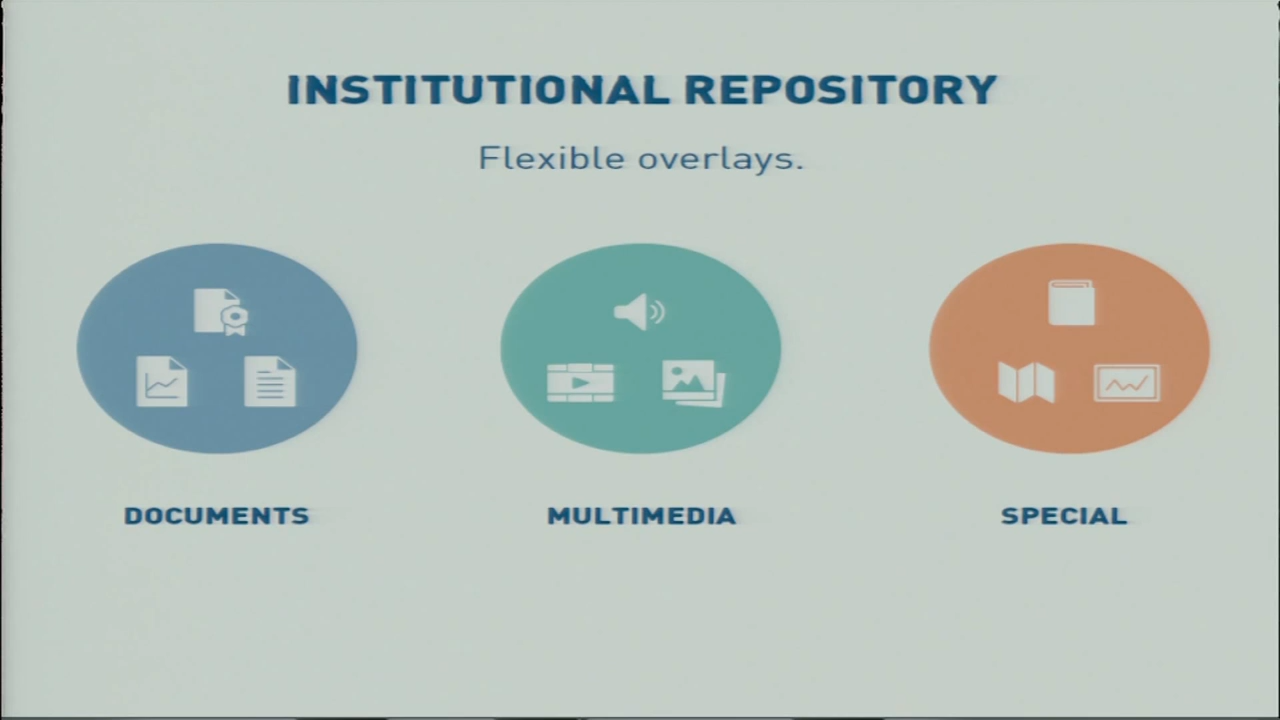 INSTITUTIONAL REPOSITORY
Flexible overlays.
DOCUMENTS
MULTIMEDIA
SPECIAL